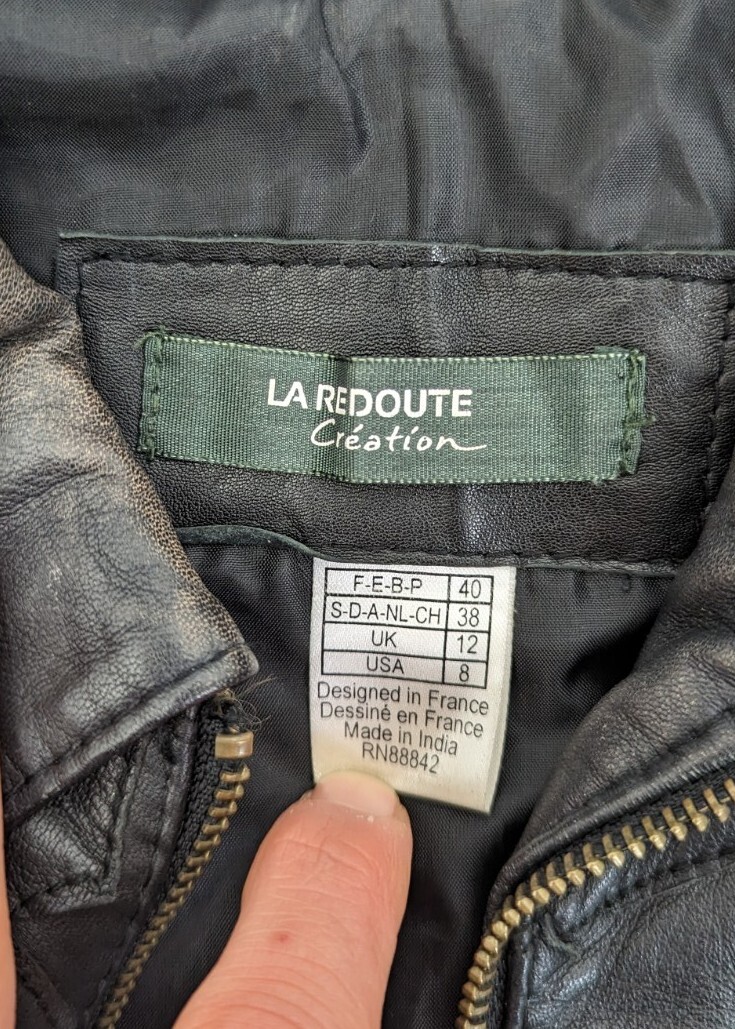 LA REDOUTE
Création
F-E-B-P 40
S-D-A-NL-CH 38
UK 12
USA 8
Designed in France
Dessiné en France
Made in India
RN88842